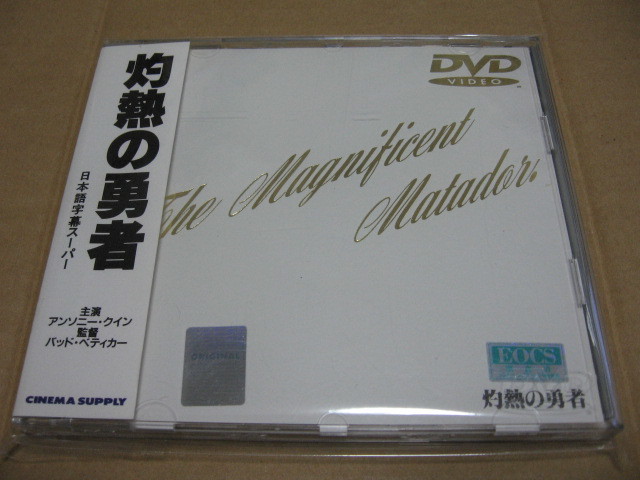 灼熱の勇者
日本語字幕スーパー
主演
アンソニー・クイン
監督
バッド・ベティカー
CINEMA SUPPLY
DVD
VIDEO
The Magnificent
Matador.
ORIGINAL
EOCS
灼熱の勇者